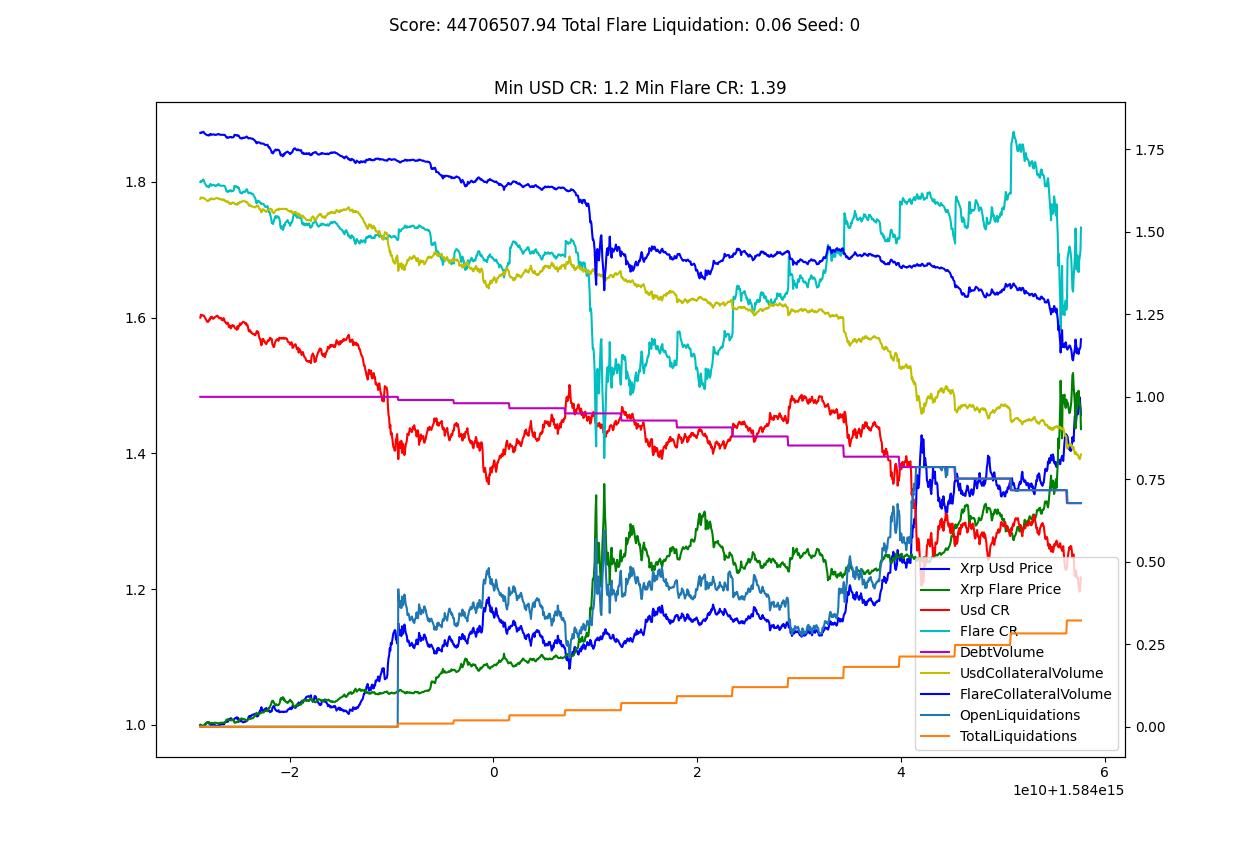 Score: 44706507.94 Total Flare Liquidation: 0.06 Seed: 0
Min USD CR: 1.2 Min Flare CR: 1.39
1.8
1.6
1.4
1.2
1.0
1.75
1.50
1.25
1.00
0.75
0.50
0.25
0.00
Xrp Usd Price
Xrp Flare Price
Usd CR
Flare CR
DebtVolume
UsdCollateralVolume
FlareCollateralVolume
OpenLiquidations
TotalLiquidations
−2 0 2 4 6
1e10+1.584e15